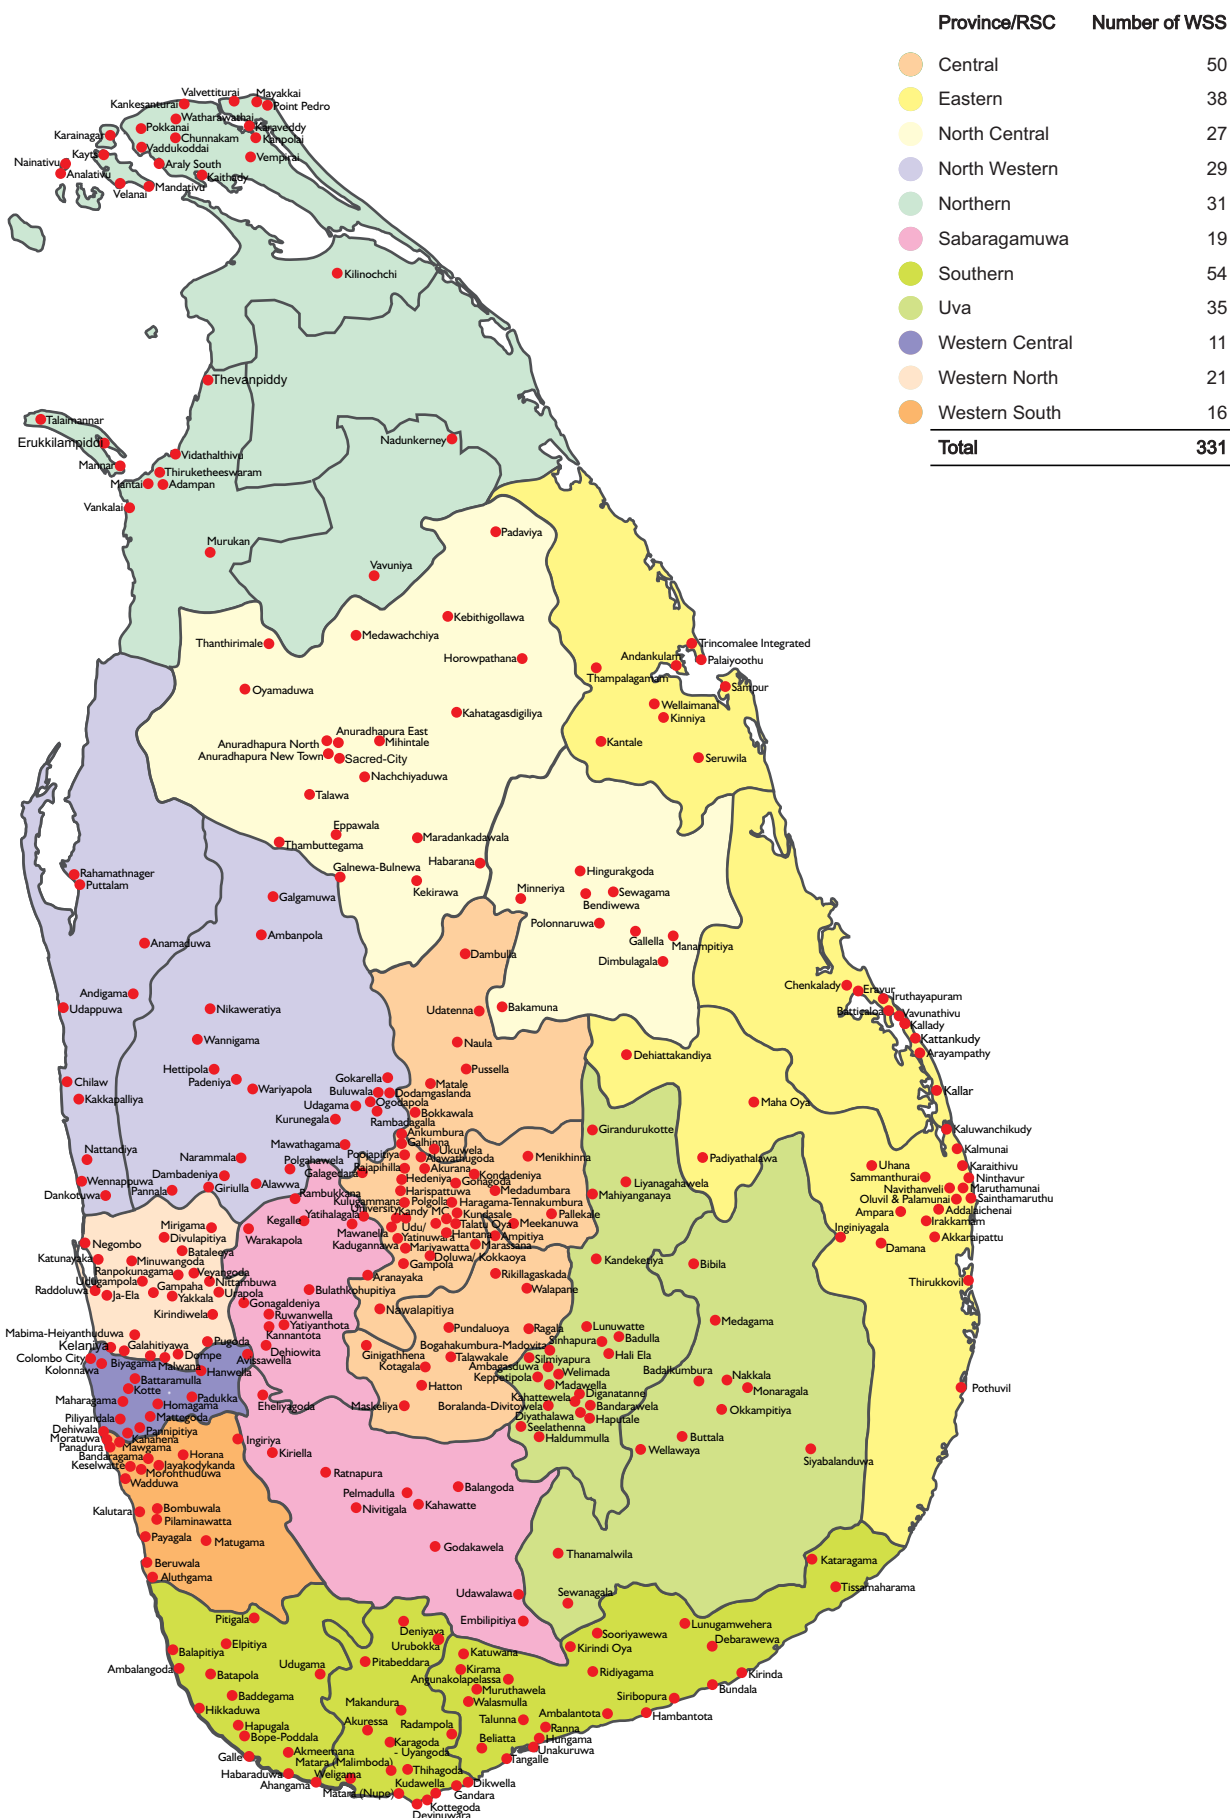 Province/RSC Number of WSS
Central 50
Eastern 38
North Central 27
North Western 29
Northern 31
Sabaragamuwa 19
Southern 54
Uva 35
Western Central 11
Western North 21
Western South 16
Total 331
Valvettiturai
Mayakkai
Kankesanturai
Point Pedro
Watharawathai
Pokkanai
Karaveddy
Karainagar
Chunnakam
Kanpolai
Vaddukoddai
Kayts
Vempirai
Nainativu
Araly South
Analativu
Kaithady
Velanai
Mandativu
Kilinochchi
Thevanpiddy
Talaimannar
Erukkilampiddi
Nadunkerney
Vidathalthivu
Mannar
Thiruketheeswaram
Mantai
Adampan
Vankalai
Padaviya
Murukan
Vavuniya
Kebithigollawa
Medawachchiya
Thanthirimale
Trincomalee Integrated
Horowpathana
Andankulam
Palaiyoothu
Thampalagamam
Oyamaduwa
Sampur
Wellaimanal
Kahatagasdigiliya
Kinniya
Anuradhapura East
Anuradhapura North
Mihintale
Kantale
Anuradhapura New Town
Sacred-City
Seruwila
Nachchiyaduwa
Talawa
Eppawala
Maradankadawala
Thambuttegama
Habarana
Galnewa-Bulnewa
Hingurakgoda
Rahamathnager
Kekirawa
Minneriya
Sewagama
Puttalam
Bendiwewa
Galgamuwa
Polonnaruwa
Ambanpola
Gallella
Manampitiya
Anamaduwa
Dambulla
Dimbulagala
Chenkalady
Andigama
Eravur
Iruthayapuram
Udappuwa
Nikaweratiya
Udatenna
Bakamuna
Batticaloa
Vavunathivu
Kallady
Wannigama
Naula
Kattankudy
Dehiattakandiya
Arayampathy
Hettipola
Pussella
Chilaw
Padeniya
Gokarella
Matale
Kakkapalliya
Wariyapola
Buluwala
Dodamgaslanda
Kallar
Udagama
Ogodapola
Maha Oya
Kurunegala
Rambadagalla
Bokkawala
Ankumbura
Girandurukotte
Kaluwanchikudy
Mawathagama
Galhinna
Kalmunai
Nattandiya
Narammala
Polgahawela
Poojapitiya
Ukuwela
Alawathugoda
Menikhinna
Padiyathalawa
Uhana
Karaithivu
Dambadeniya
Galagedara
Rajapihilla
Akurana
Sammanthurai
Wennappuwa
Hedeniya
Kondadeniya
Gohagoda
Liyanagahawela
Ninthavur
Dankotuwa
Pannala
Giriulla
Alawwa
Rambukkana
Harispattuwa
Medadumbara
Mahiyanganaya
Navithanveli
Maruthamunai
Kulugammana
Polgolla
Haragama-Tennakumbura
Oluvil & Palamunai
Sainthamaruthu
Yatihalagala
University
Kandy MC
Kundasale
Pallekale
Ampara
Addalaichenai
Mirigama
Kegalle
Udu/
Yatinuwara
Talatu Oya
Meekanuwa
Irakkamam
Divulapitiya
Warakapola
Mawanella
Hantana
Ampitiya
Inginiyagala
Akkaraipattu
Negombo
Bataleeya
Kadugannawa
Mariyawatta
Marassana
Damana
Katunayaka
Minuwangoda
Doluwa/ Kokkaoya
Kandeketiya
Bibila
Ranpokunagama
Veyangoda
Gampola
Udugampola
Nittambuwa
Aranayaka
Rikillagaskada
Thirukkovil
Raddoluwa
Gampaha
Urapola
Bulathkohupitiya
Walapane
Ja-Ela
Yakkala
Gonagaldeniya
Kirindiwela
Ruwanwella
Nawalapitiya
Medagama
Mabima-Heiyanthuduwa
Yatiyanthota
Pundaluoya
Ragala
Lunuwatte
Kelaniya
Galahitiyawa
Pugoda
Kannantota
Bogahakumbura-Madovita
Sinhapura
Badulla
Colombo City
Dompe
Dehiowita
Ginigathhena
Talawakale
Silmiyapura
Hali Ela
Kolonnawa
Biyagama
Malwana
Avissawella
Kotagala
Ambagasduwa
Welimada
Badalkumbura
Hanwella
Keppetipola
Nakkala
Battaramulla
Hatton
Madawella
Monaragala
Pothuvil
Kotte
Padukka
Kahattewela
Diganatanne
Maharagama
Homagama
Eheliyagoda
Maskeliya
Boralanda-Divitowela
Bandarawela
Okkampitiya
Piliyandala
Mattegoda
Diyathalawa
Haputale
Dehiwala
Pannipitiya
Seelathenna
Moratuwa
Kahahena
Haldummulla
Buttala
Panadura
Mawgama
Ingiriya
Wellawaya
Bandaragama
Horana
Kiriella
Siyabalanduwa
Keselwatte
Jayakodykanda
Morohthuduwa
Ratnapura
Wadduwa
Pelmadulla
Balangoda
Kalutara
Bombuwala
Nivitigala
Kahawatte
Pilaminawatta
Payagala
Matugama
Godakawela
Thanamalwila
Kataragama
Beruwala
Aluthgama
Tissamaharama
Udawalawa
Sewanagala
Pitigala
Deniyaya
Embilipitiya
Lunugamwehera
Sooriyawewa
Elpitiya
Urubokka
Kirindi Oya
Debarawewa
Balapitiya
Katuwana
Ambalangoda
Udugama
Pitabeddara
Kirama
Ridiyagama
Kirinda
Batapola
Angunakolapelassa
Bundala
Baddegama
Muruthawela
Siribopura
Hikkaduwa
Makandura
Walasmulla
Ambalantota
Hambantota
Hapugala
Akuressa
Radampola
Talunna
Ranna
Bope-Poddala
Karagoda
- Uyangoda
Beliatta
Hungama
Unakuruwa
Galle
Akmeemana
Matara (Malimboda)
Tangalle
Habaraduwa
Weligama
Thihagoda
Ahangama
Kudawella
Dikwella
Matara (Nupe)
Gandara
Kottegoda
Devinuwara